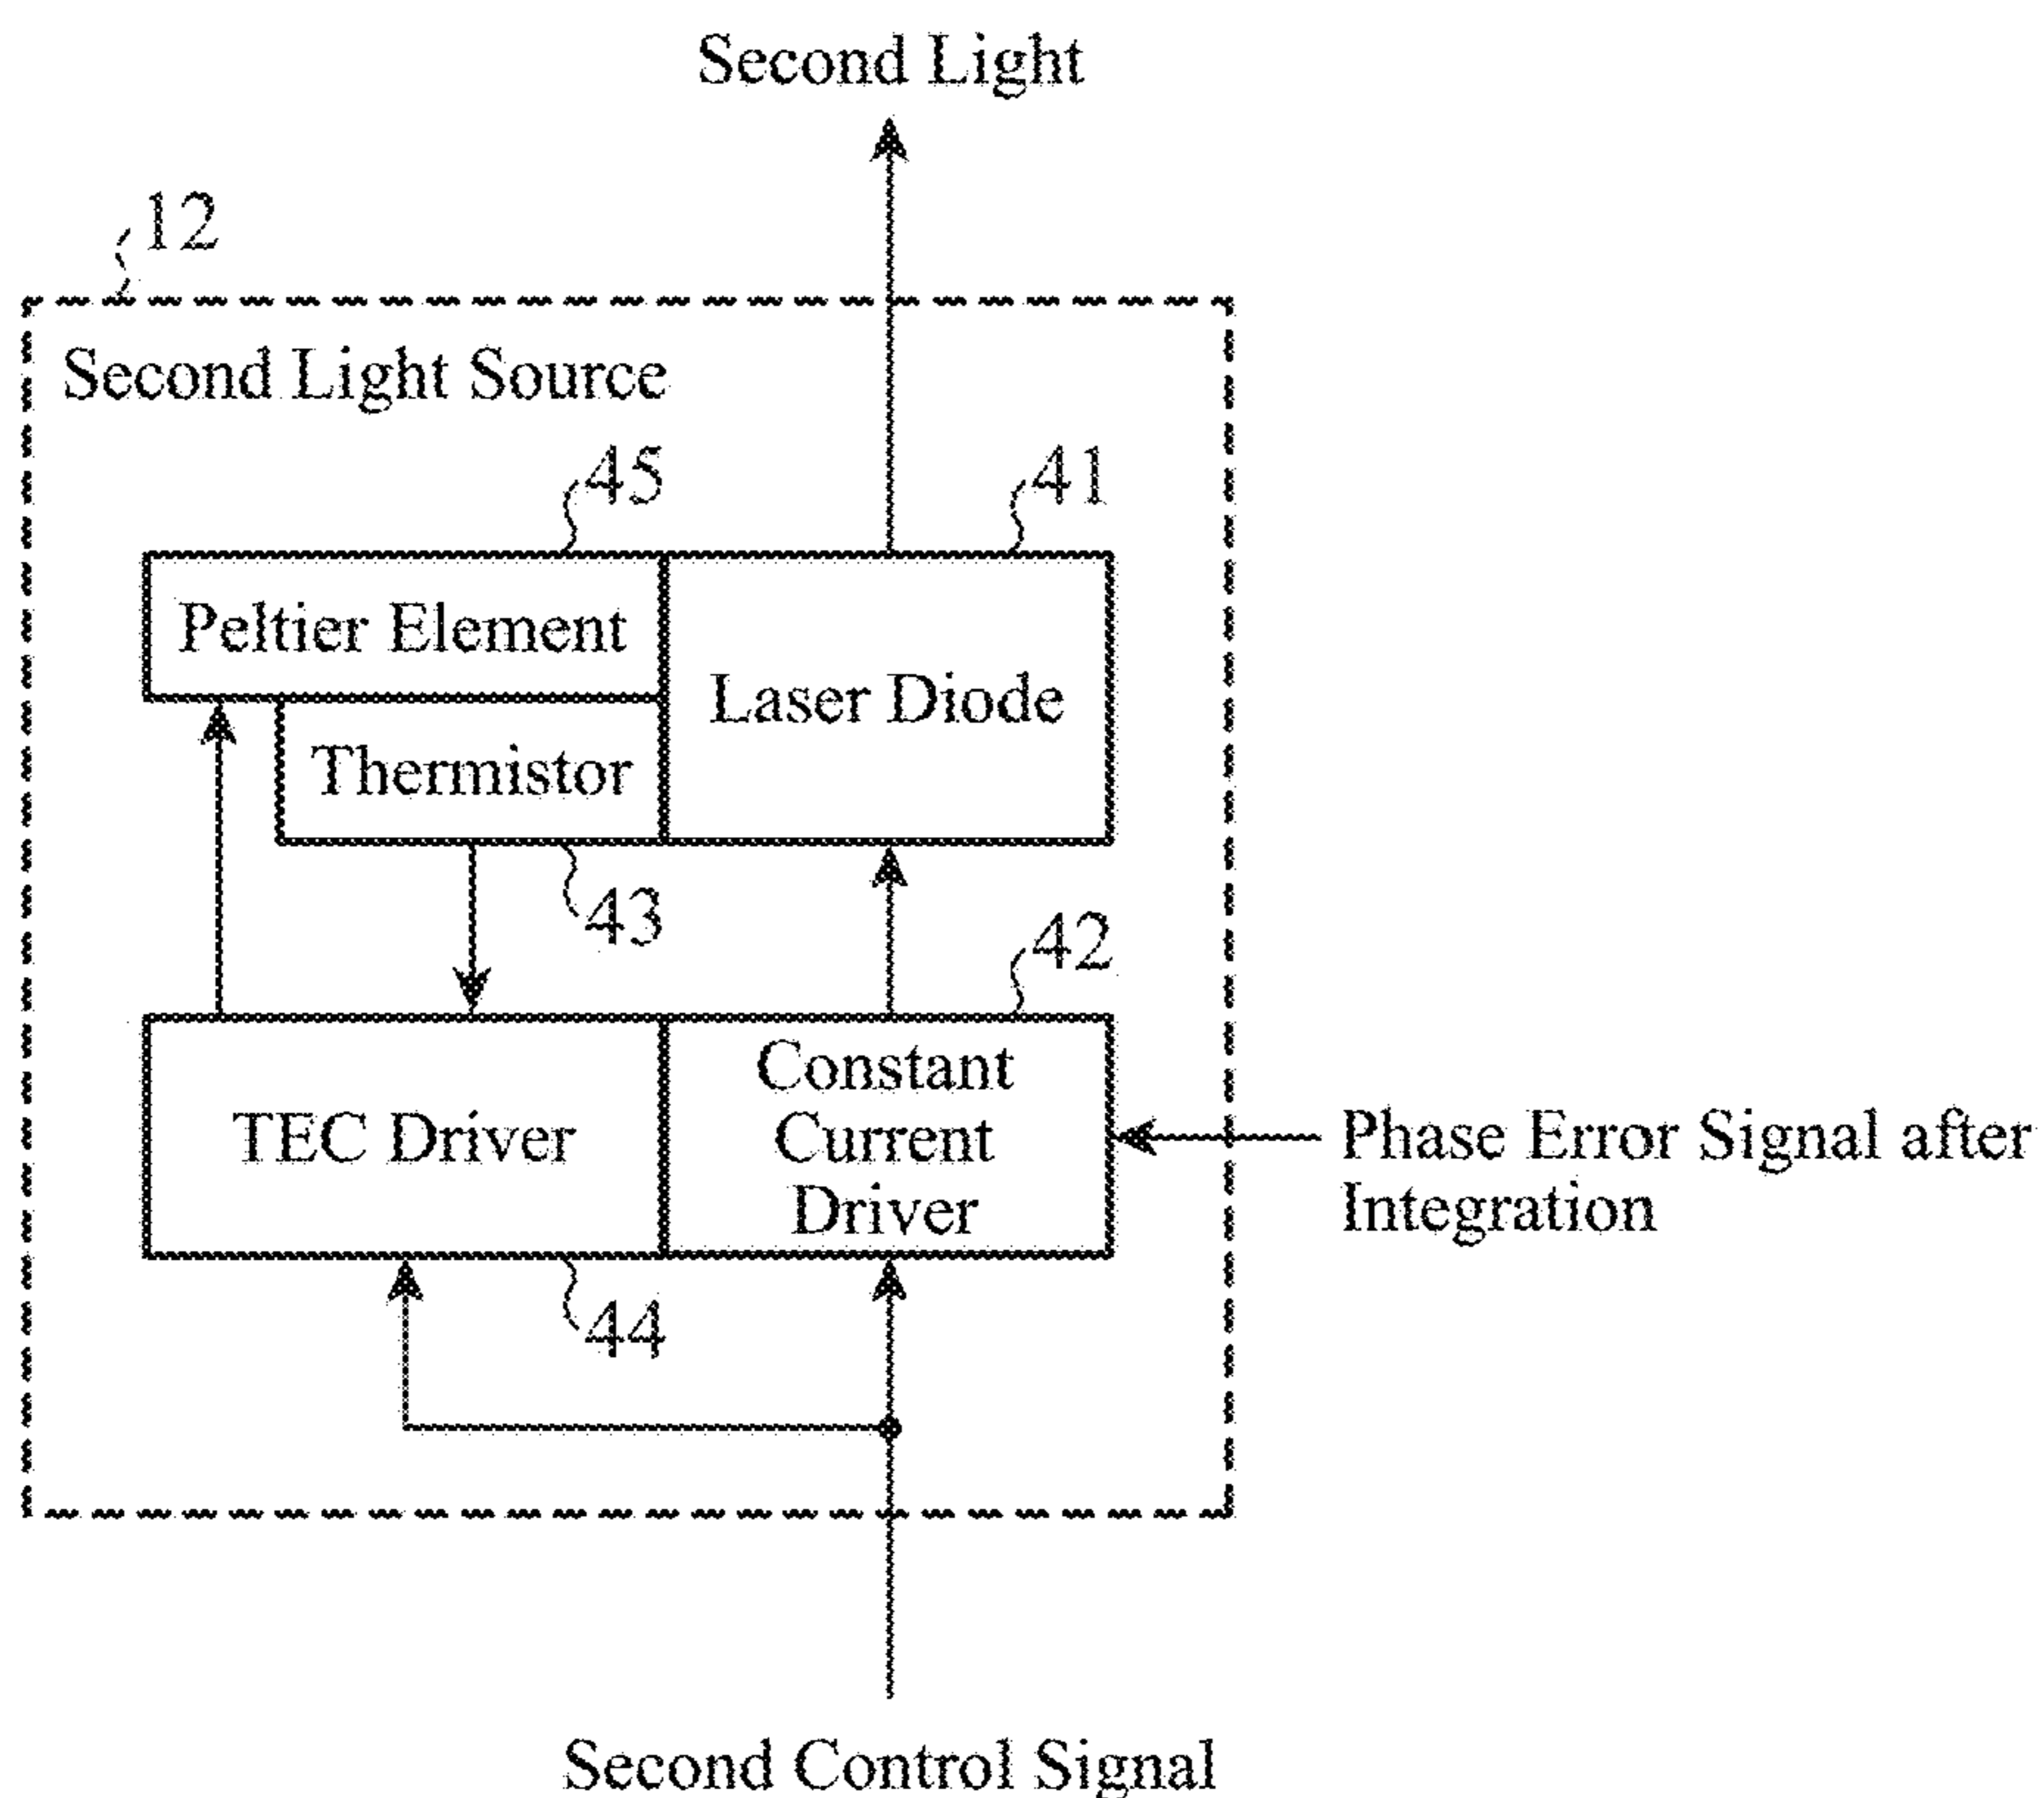 Second Light
12
Second Light Source
45
41
Peltier Element
Laser Diode
Thermistor
43
42
TEC Driver
Constant
Current
Driver
Phase Error Signal after
Integration
44
Second Control Signal